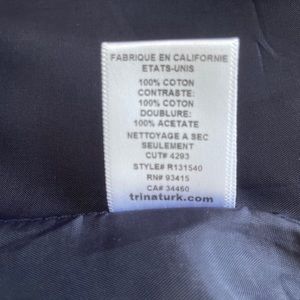 FABRIQUE EN CALIFORNIE
ETATS-UNIS
100% COTON
CONTRASTE:
100% COTON
DOUBLURE:
100% ACETATE
NETTOYAGE A SEC
SEULEMENT
CUT# 4293
STYLE# R131540
RN# 93415
CA# 34460
trinaturk.com